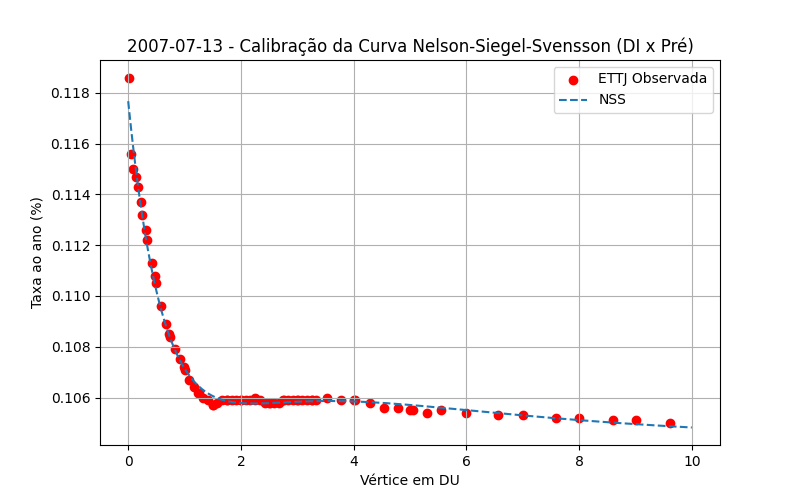 2007-07-13 - Calibração da Curva Nelson-Siegel-Svensson (DI x Pré)
ETTJ Observada
NSS
Taxa ao ano (%)
0.118
0.116
0.114
0.112
0.110
0.108
0.106
0 2 4 6 8 10
Vértice em DU